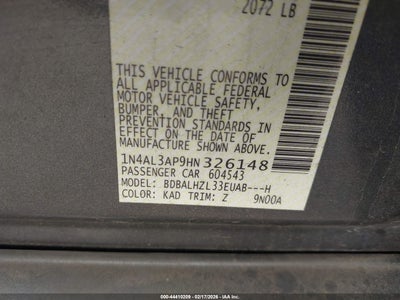 2072 LB
THIS VEHICLE CONFORMS TO
ALL APPLICABLE FEDERAL
MOTOR VEHICLE SAFETY,
BUMPER, AND THEFT
PREVENTION STANDARDS
IN EFFECT ON THE DATE OF
MANUFACTURE SHOWN ABOVE.
1N4AL3AP9HN326148
PASSENGER CAR 604543
MODEL: BDBALHZL33EUAB---H
COLOR: KAD TRIM: Z 9N00A
000-44410209 - 02/17/2026 - IAAI